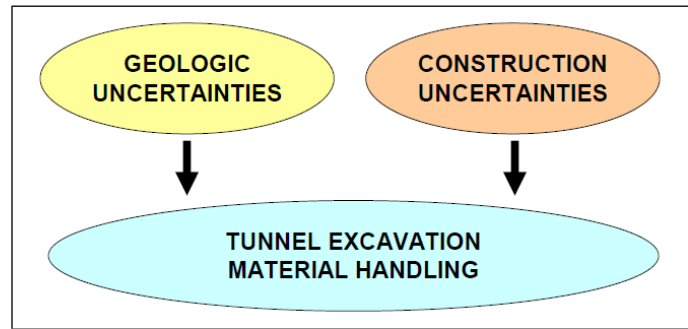 GEOLOGIC
UNCERTAINTIES
CONSTRUCTION
UNCERTAINTIES
TUNNEL EXCAVATION
MATERIAL HANDLING